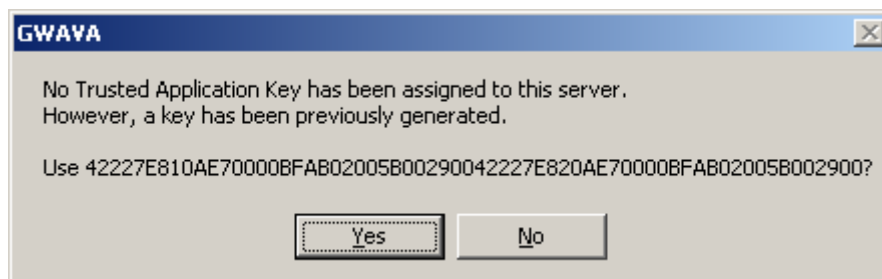 GWAVA
No Trusted Application Key has been assigned to this server.
However, a key has been previously generated.
Use 42227E810AE70000BFAB02005B00290042227E820AE70000BFAB02005B002900?
Yes
No